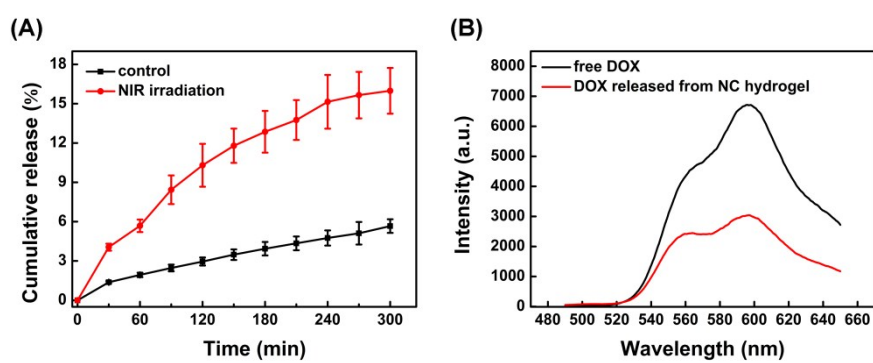 (A)
18
15
12
9
6
3
0
Cumulative release (%)
control
NIR irradiation
0 60 120 180 240 300
Time (min)
(B)
8000
7000
6000
5000
4000
3000
2000
1000
0
Intensity (a.u.)
free DOX
DOX released from NC hydrogel
480 500 520 540 560 580 600 620 640 660
Wavelength (nm)